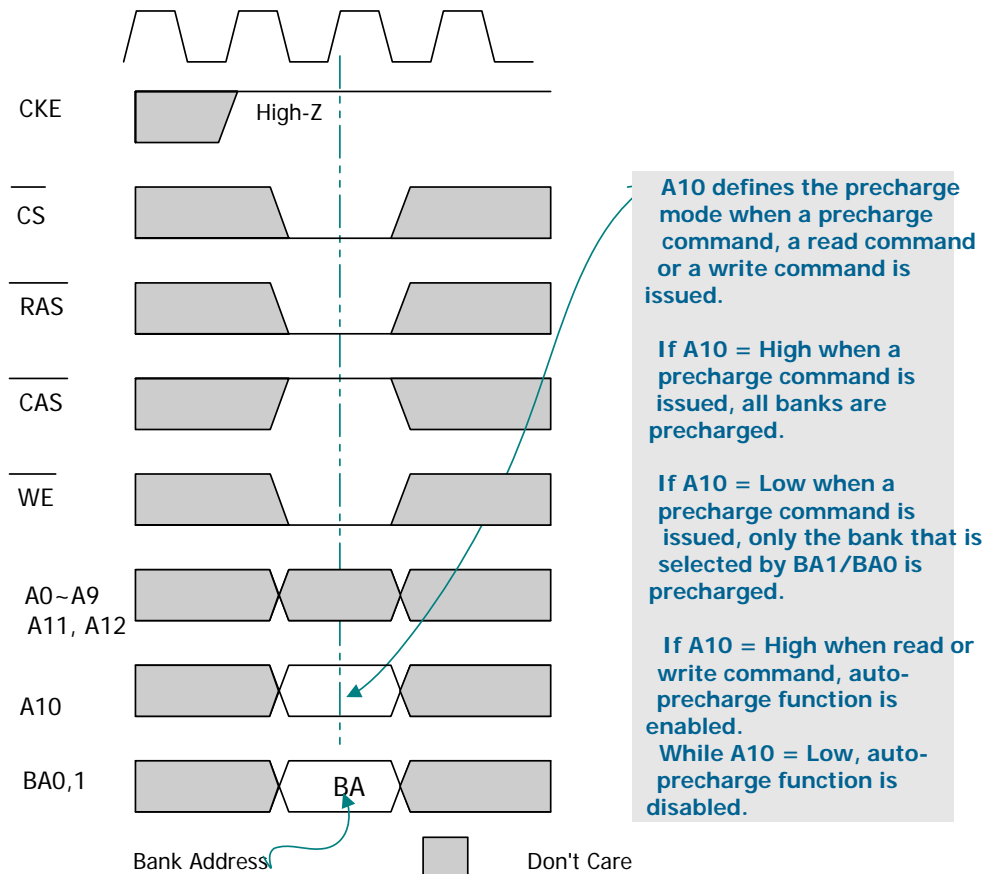 CKE
High-Z
CS
RAS
CAS
WE
A0~A9
A11, A12
A10
BA0,1
BA
Bank Address
Don't Care
A10 defines the precharge
mode when a precharge
command, a read command
or a write command is
issued.
If A10 = High when a
precharge command is
issued, all banks are
precharged.
If A10 = Low when a
precharge command is
issued, only the bank that is
selected by BA1/BA0 is
precharged.
If A10 = High when read or
write command, auto-
precharge function is
enabled.
While A10 = Low, auto-
precharge function is
disabled.